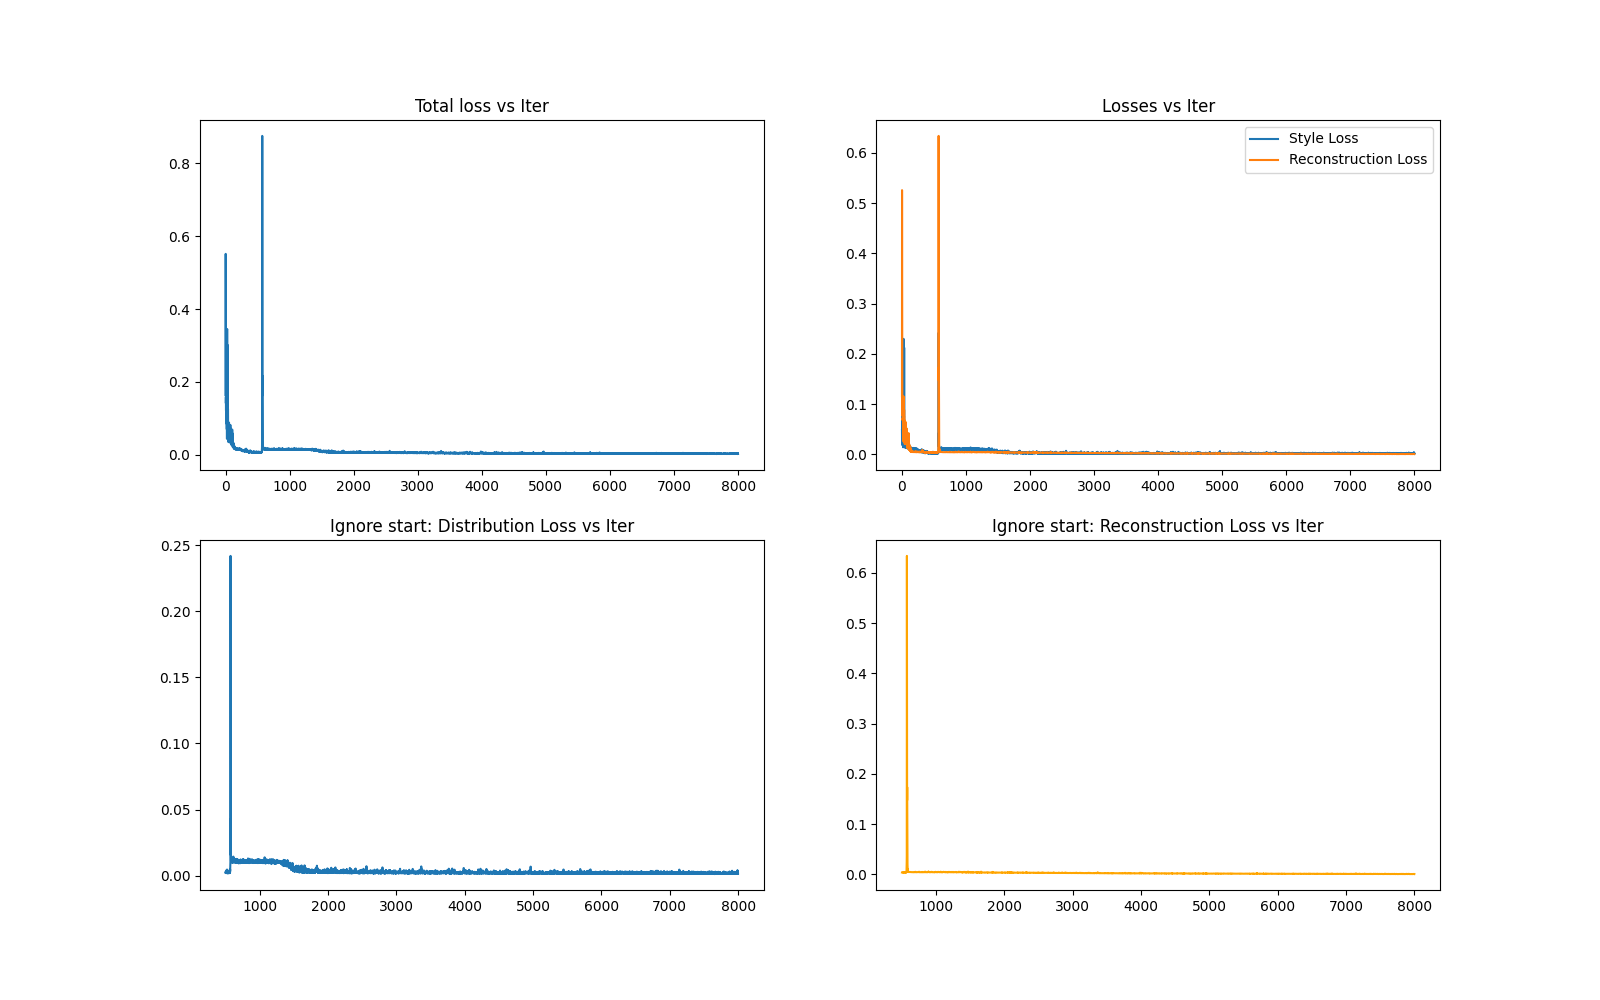 Total loss vs Iter
0.8
0.6
0.4
0.2
0.0
0 1000 2000 3000 4000 5000 6000 7000 8000
Losses vs Iter
Style Loss
Reconstruction Loss
0.6
0.5
0.4
0.3
0.2
0.1
0.0
0 1000 2000 3000 4000 5000 6000 7000 8000
Ignore start: Distribution Loss vs Iter
0.25
0.20
0.15
0.10
0.05
0.00
1000 2000 3000 4000 5000 6000 7000 8000
Ignore start: Reconstruction Loss vs Iter
0.6
0.5
0.4
0.3
0.2
0.1
0.0
1000 2000 3000 4000 5000 6000 7000 8000